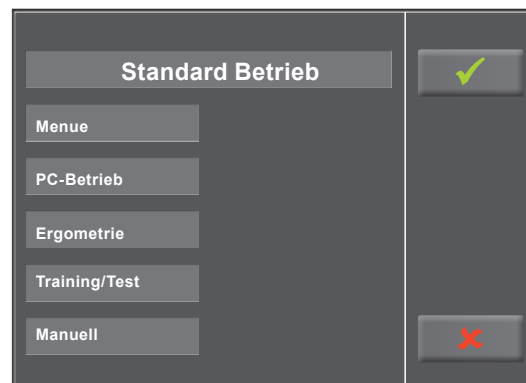 Standard Betrieb
Menue
PC-Betrieb
Ergometrie
Training/Test
Manuell